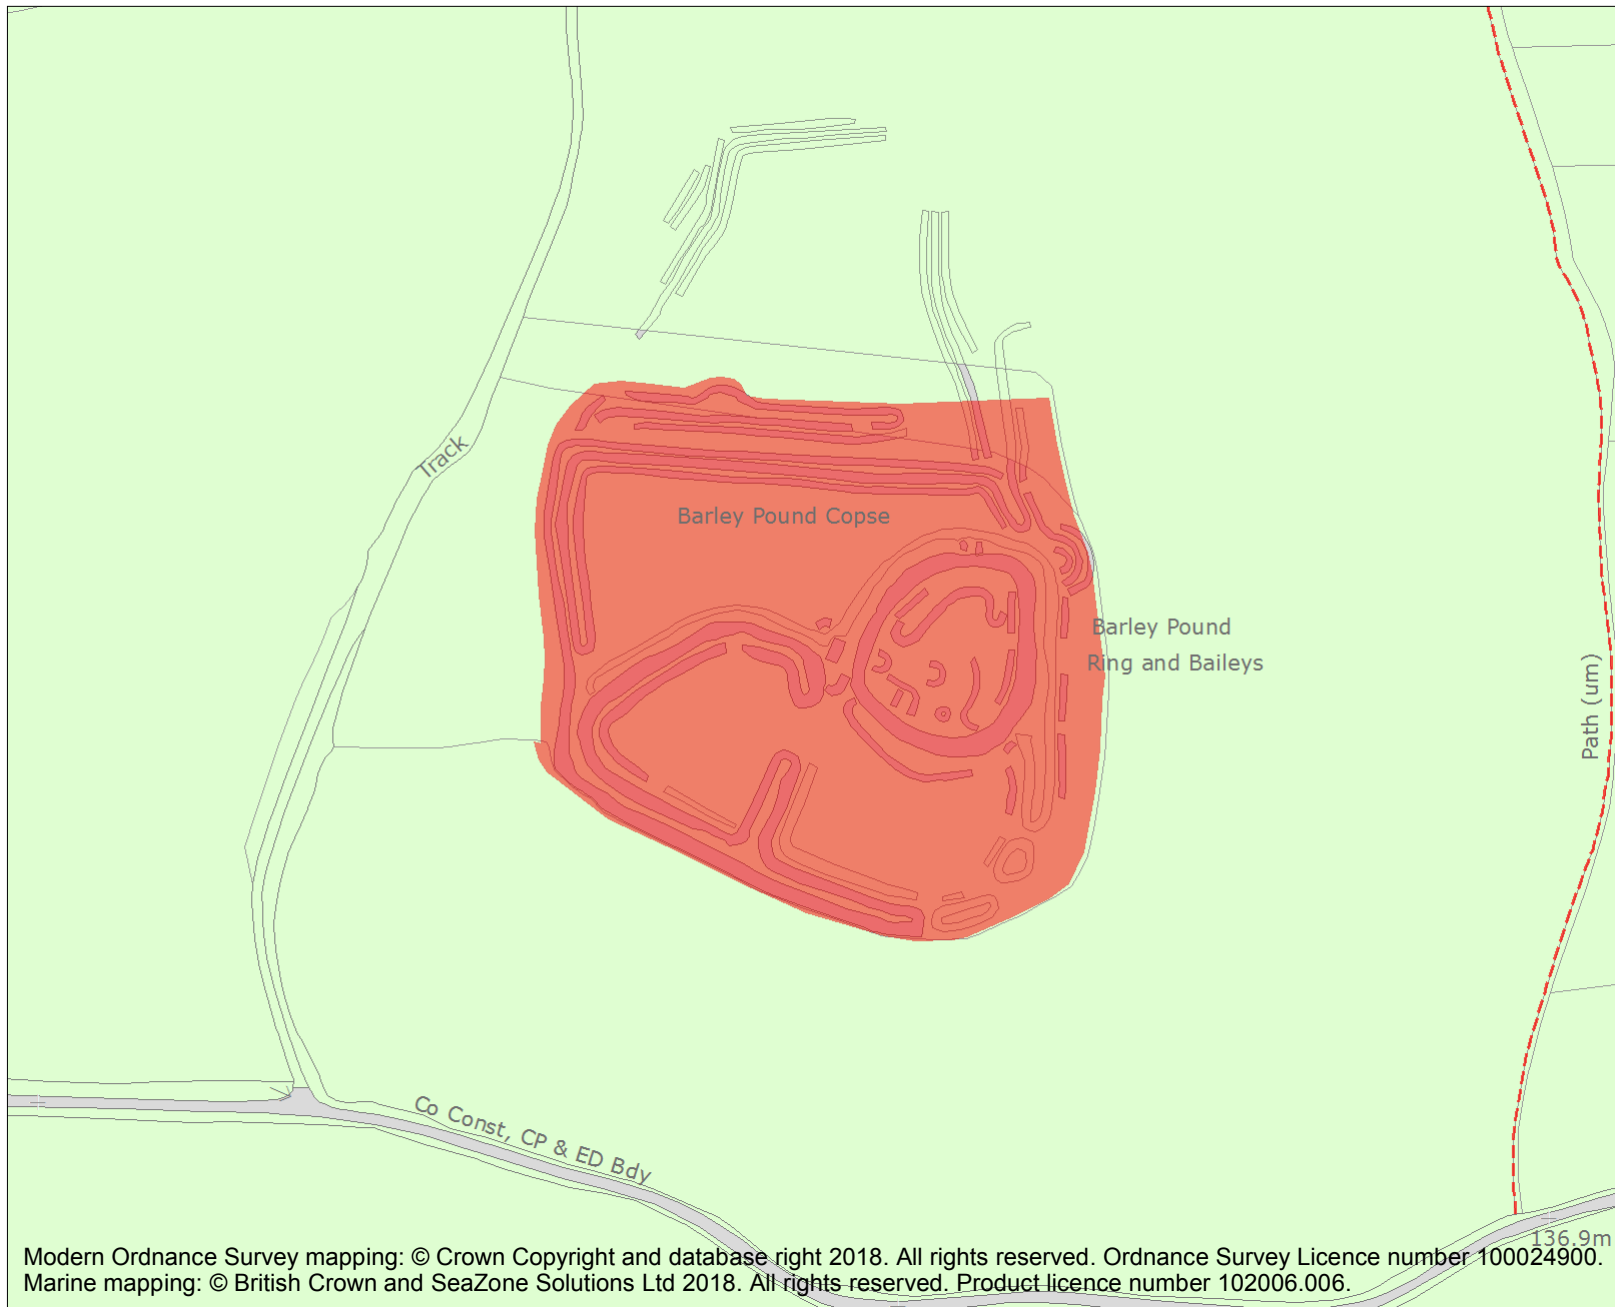 Track
Barley Pound Copse
Barley Pound
Ring and Baileys
Path (um)
Co Const, CP & ED Bdy
136.9m
Modern Ordnance Survey mapping: © Crown Copyright and database right 2018. All rights reserved. Ordnance Survey Licence number 100024900.
Marine mapping: © British Crown and SeaZone Solutions Ltd 2018. All rights reserved. Product licence number 102006.006.